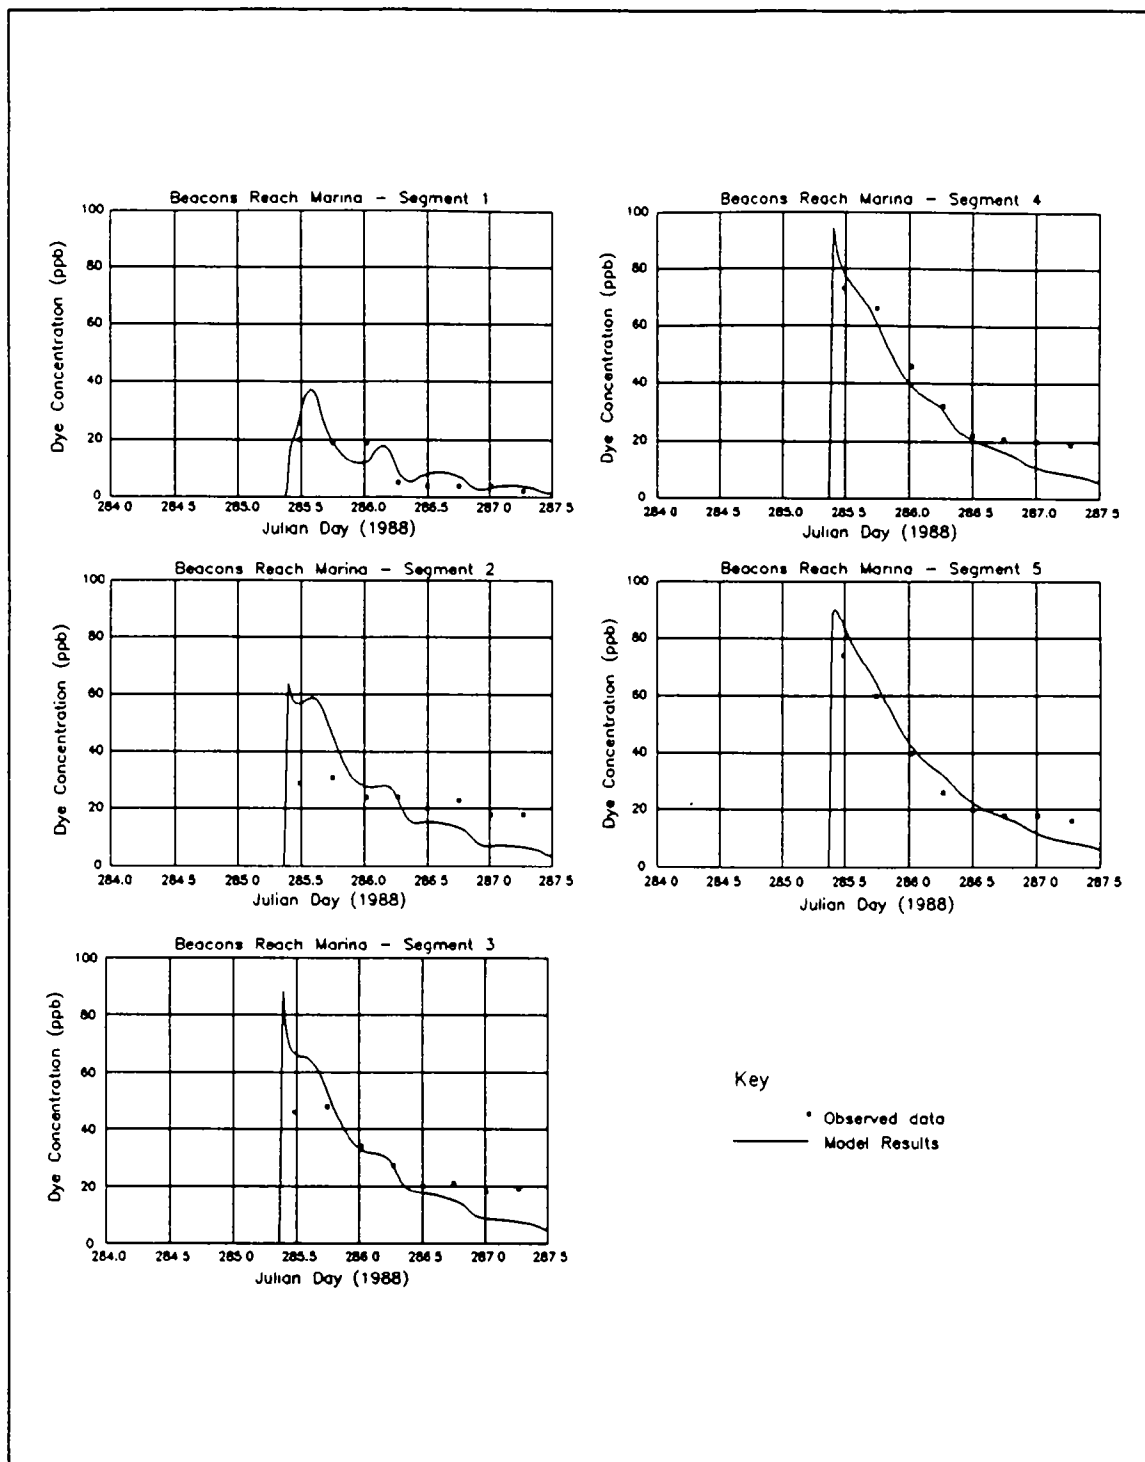 Beacons Reach Marina - Segment 1
100
80
60
40
20
0
Dye Concentration (ppb)
284 0 284 5 285 0 285 5 286 0 286 5 287 0 287 5
Julian Day (1988)
Beacons Reach Marina - Segment 2
100
80
60
40
20
0
Dye Concentration (ppb)
284 0 284 5 285 0 285 5 286 0 286 5 287 0 287 5
Julian Day (1988)
Beacons Reach Marina - Segment 3
100
80
60
40
20
0
Dye Concentration (ppb)
284.0 284 5 285 0 285 5 286 0 286 5 287 0 287 5
Julian Day (1988)
Beacons Reach Marina - Segment 4
100
80
60
40
20
0
Dye Concentration (ppb)
284 0 284 5 285 0 285 5 286 0 286 5 287 0 287 5
Julian Day (1988)
Beacons Reach Marina - Segment 5
100
80
60
40
20
0
Dye Concentration (ppb)
284 0 284 5 285 0 285 5 286 0 286 5 287 0 287 5
Julian Day (1988)
Key
Observed data
Model Results